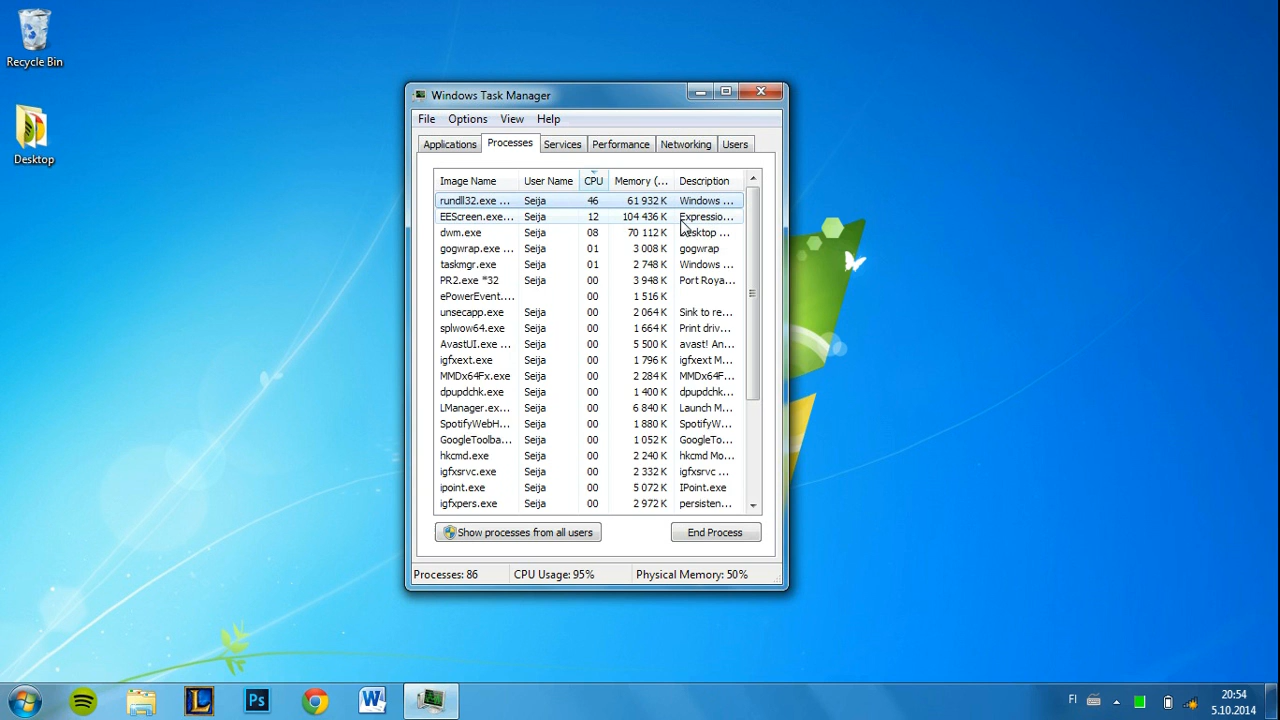 Recycle Bin
Desktop
Windows Task Manager
File Options View Help
Applications Processes Services Performance Networking Users
Image Name User Name CPU Memory (... Description
rundll32.exe ... Seija 46 61 932 K Windows ...
EEScreen.exe... Seija 12 104 436 K Expressio...
dwm.exe Seija 08 70 112 K Desktop ...
gogwrap.exe ... Seija 01 3 008 K gogwrap
taskmgr.exe Seija 01 2 748 K Windows ...
PR2.exe *32 Seija 00 3 948 K Port Roya...
ePowerEvent.... 00 1 516 K
unsecapp.exe Seija 00 2 064 K Sink to re...
splwow64.exe Seija 00 1 664 K Print driv...
AvastUI.exe ... Seija 00 5 500 K avast! An...
igfxext.exe Seija 00 1 796 K igfxext M...
MMDx64Fx.exe Seija 00 2 284 K MMDx64F...
dpupdchk.exe Seija 00 1 400 K dpupdchk...
LManager.ex... Seija 00 6 840 K Launch M...
SpotifyWebH... Seija 00 1 880 K SpotifyW...
GoogleToolba... Seija 00 1 052 K GoogleTo...
hkcmd.exe Seija 00 2 240 K hkcmd Mo...
igfxsrvc.exe Seija 00 2 332 K igfxsrvc ...
ipoint.exe Seija 00 5 072 K IPoint.exe
igfxpers.exe Seija 00 2 972 K persisten...
Show processes from all users End Process
Processes: 86 CPU Usage: 95% Physical Memory: 50%
L Ps W FI 20:54
5.10.2014